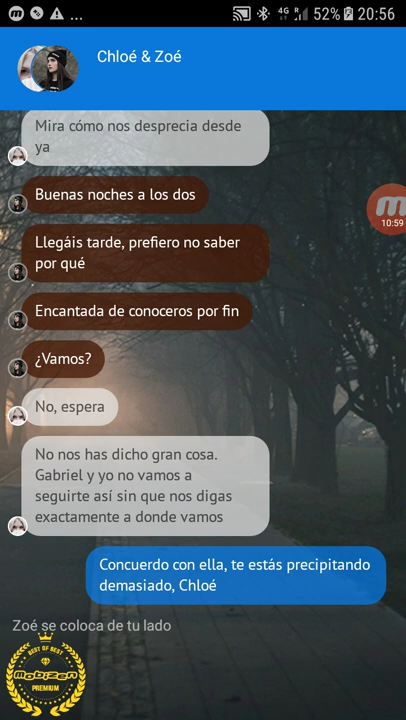 ... 4G R 52% 20:56
Chloé & Zoé
Mira cómo nos desprecia desde
ya
Buenas noches a los dos
Llegáis tarde, prefiero no saber
por qué
10:59
Encantada de conoceros por fin
¿Vamos?
No, espera
No nos has dicho gran cosa.
Gabriel y yo no vamos a
seguirte así sin que nos digas
exactamente a donde vamos
Concuerdo con ella, te estás precipitando
demasiado, Chloé
Zoé se coloca de tu lado
BEST OF BEST
mobizen
PREMIUM